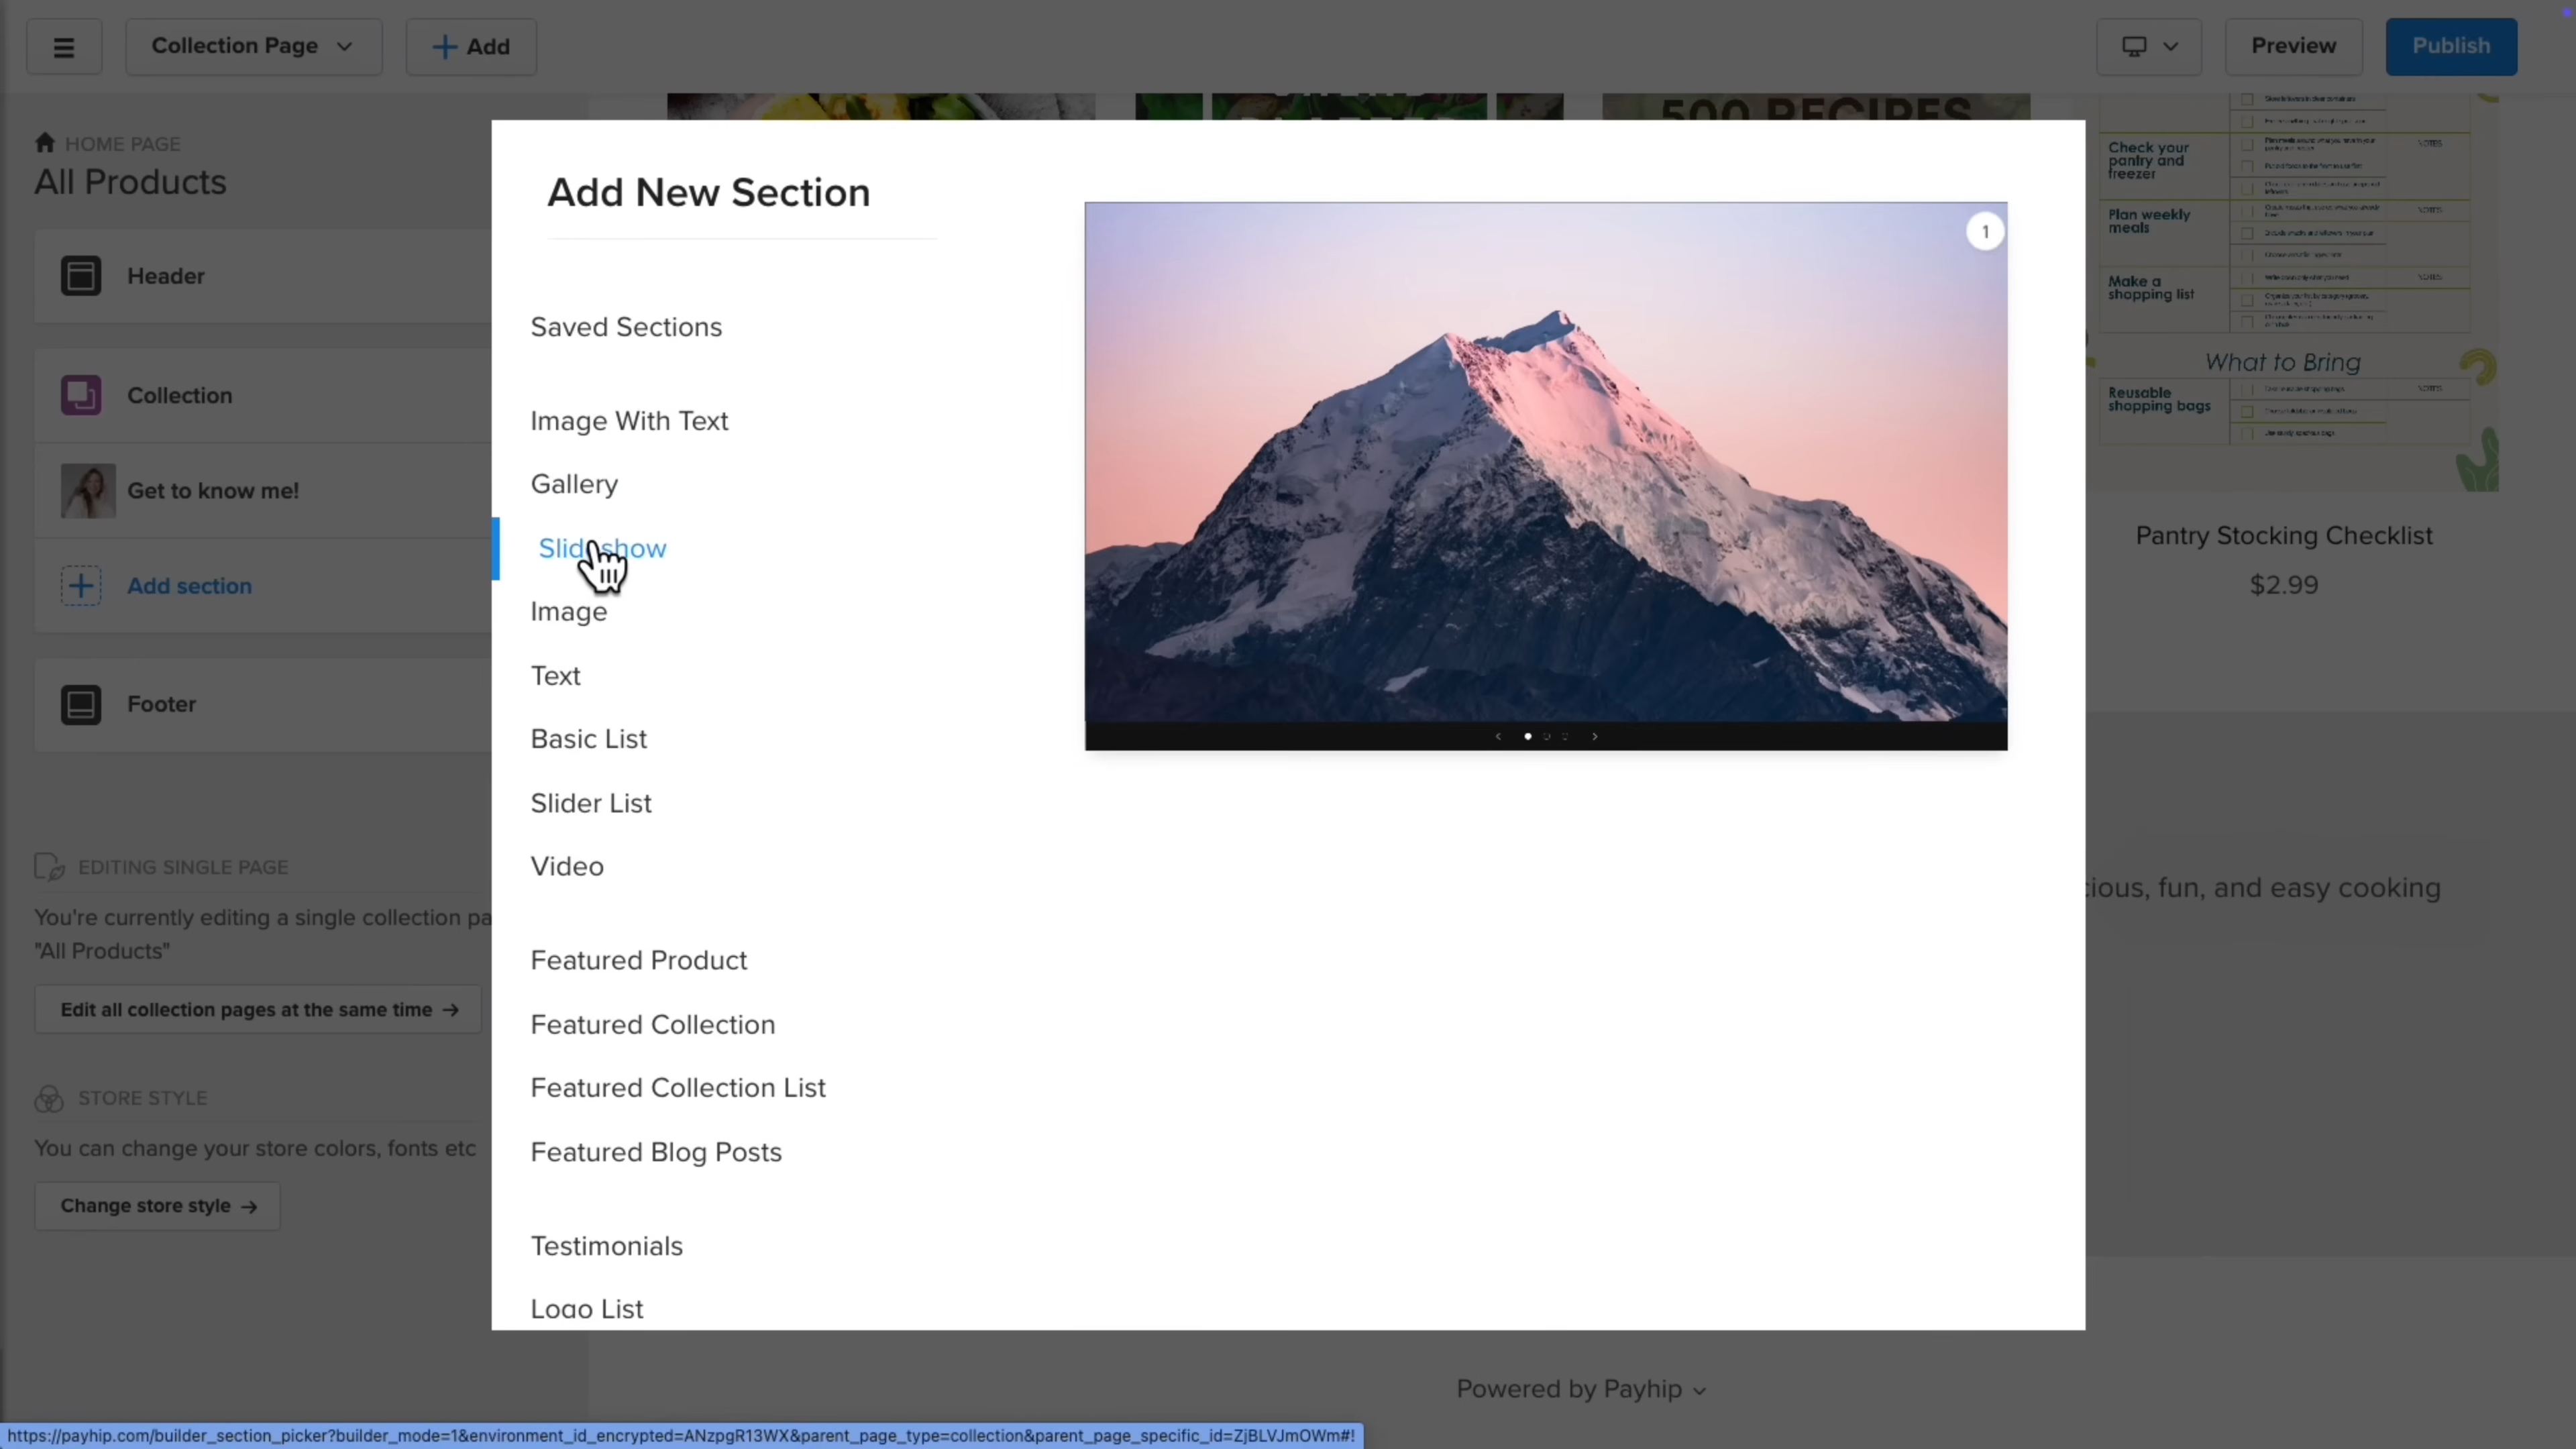 Collection Page
Add
Preview
Publish
HOME PAGE
All Products
Header
Collection
Get to know me!
Add section
Footer
EDITING SINGLE PAGE
You're currently editing a single collection pa
"All Products"
Edit all collection pages at the same time →
STORE STYLE
You can change your store colors, fonts etc
Change store style →
Add New Section
Saved Sections
Image With Text
Gallery
Slideshow
Image
Text
Basic List
Slider List
Video
Featured Product
Featured Collection
Featured Collection List
Featured Blog Posts
Testimonials
Logo List
1
500 RECIPES
Check your
pantry and
freezer
NOTES
Plan weekly
meals
NOTES
Make a
shopping list
NOTES
What to Bring
Reusable
shopping bags
NOTES
Pantry Stocking Checklist
$2.99
cious, fun, and easy cooking
Powered by Payhip
https://payhip.com/builder_section_picker?builder_mode=1&environment_id_encrypted=ANzpgR13WX&parent_page_type=collection&parent_page_specific_id=ZjBLVJmOWm#!